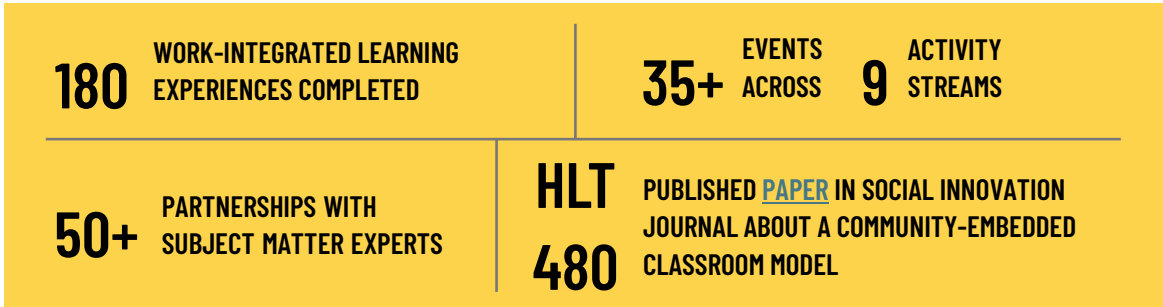 180 WORK-INTEGRATED LEARNING
EXPERIENCES COMPLETED
35+ EVENTS
ACROSS
9 ACTIVITY
STREAMS
50+ PARTNERSHIPS WITH
SUBJECT MATTER EXPERTS
HLT
480
PUBLISHED PAPER IN SOCIAL INNOVATION
JOURNAL ABOUT A COMMUNITY-EMBEDDED
CLASSROOM MODEL